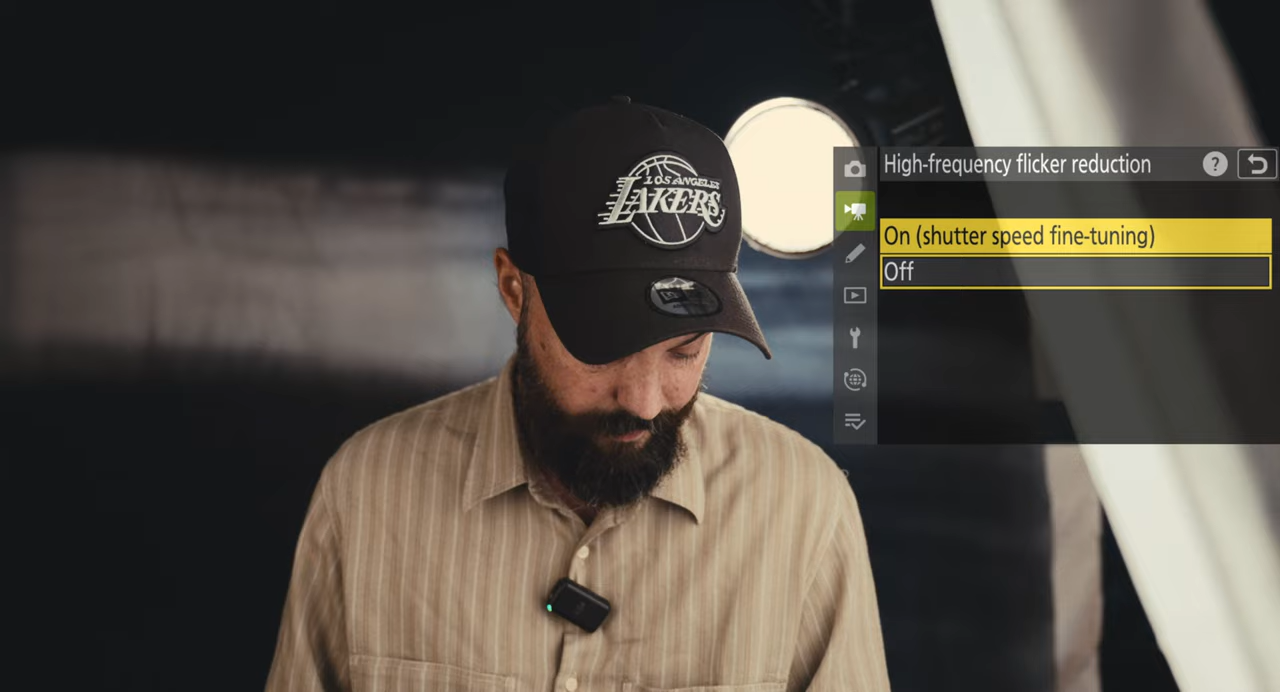 LOS ANGELES
LAKERS
High-frequency flicker reduction
?
On (shutter speed fine-tuning)
Off